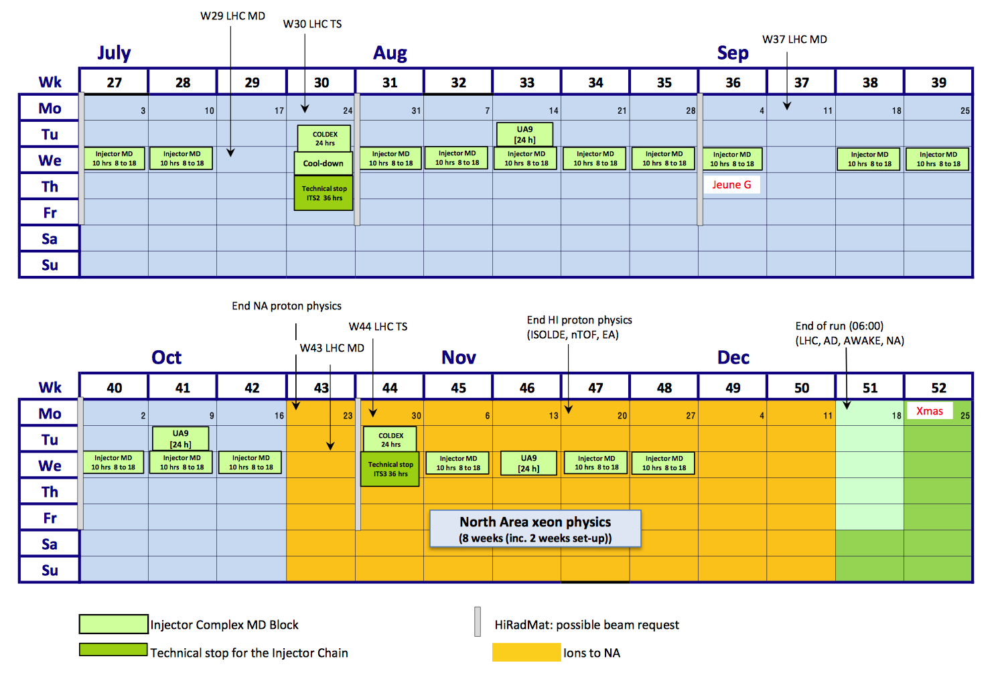 W29 LHC MD
W30 LHC TS
W37 LHC MD
July Aug Sep
Wk 27 28 29 30 31 32 33 34 35 36 37 38 39
Mo 3 10 17 24 31 7 14 21 28 4 11 18 25
Tu
COLDEX
24 hrs
UA9
[24 h]
We
Injector MD
10 hrs 8 to 18
Injector MD
10 hrs 8 to 18
Cool-down
Injector MD
10 hrs 8 to 18
Injector MD
10 hrs 8 to 18
Injector MD
10 hrs 8 to 18
Injector MD
10 hrs 8 to 18
Injector MD
10 hrs 8 to 18
Injector MD
10 hrs 8 to 18
Injector MD
10 hrs 8 to 18
Injector MD
10 hrs 8 to 18
Th
Technical stop
ITS2 36 hrs
Jeune G
Fr
Sa
Su
End NA proton physics
W43 LHC MD
W44 LHC TS
End HI proton physics
(ISOLDE, nTOF, EA)
End of run (06:00)
(LHC, AD, AWAKE, NA)
Oct Nov Dec
Wk 40 41 42 43 44 45 46 47 48 49 50 51 52
Mo 2 9 16 23 30 6 13 20 27 4 11 18 Xmas 25
Tu
UA9
[24 h]
COLDEX
24 hrs
We
Injector MD
10 hrs 8 to 18
Injector MD
10 hrs 8 to 18
Injector MD
10 hrs 8 to 18
Technical stop
ITS3 36 hrs
Injector MD
10 hrs 8 to 18
UA9
[24 h]
Injector MD
10 hrs 8 to 18
Injector MD
10 hrs 8 to 18
Th
Fr
North Area xeon physics
(8 weeks (inc. 2 weeks set-up))
Sa
Su
Injector Complex MD Block
HiRadMat: possible beam request
Technical stop for the Injector Chain
Ions to NA